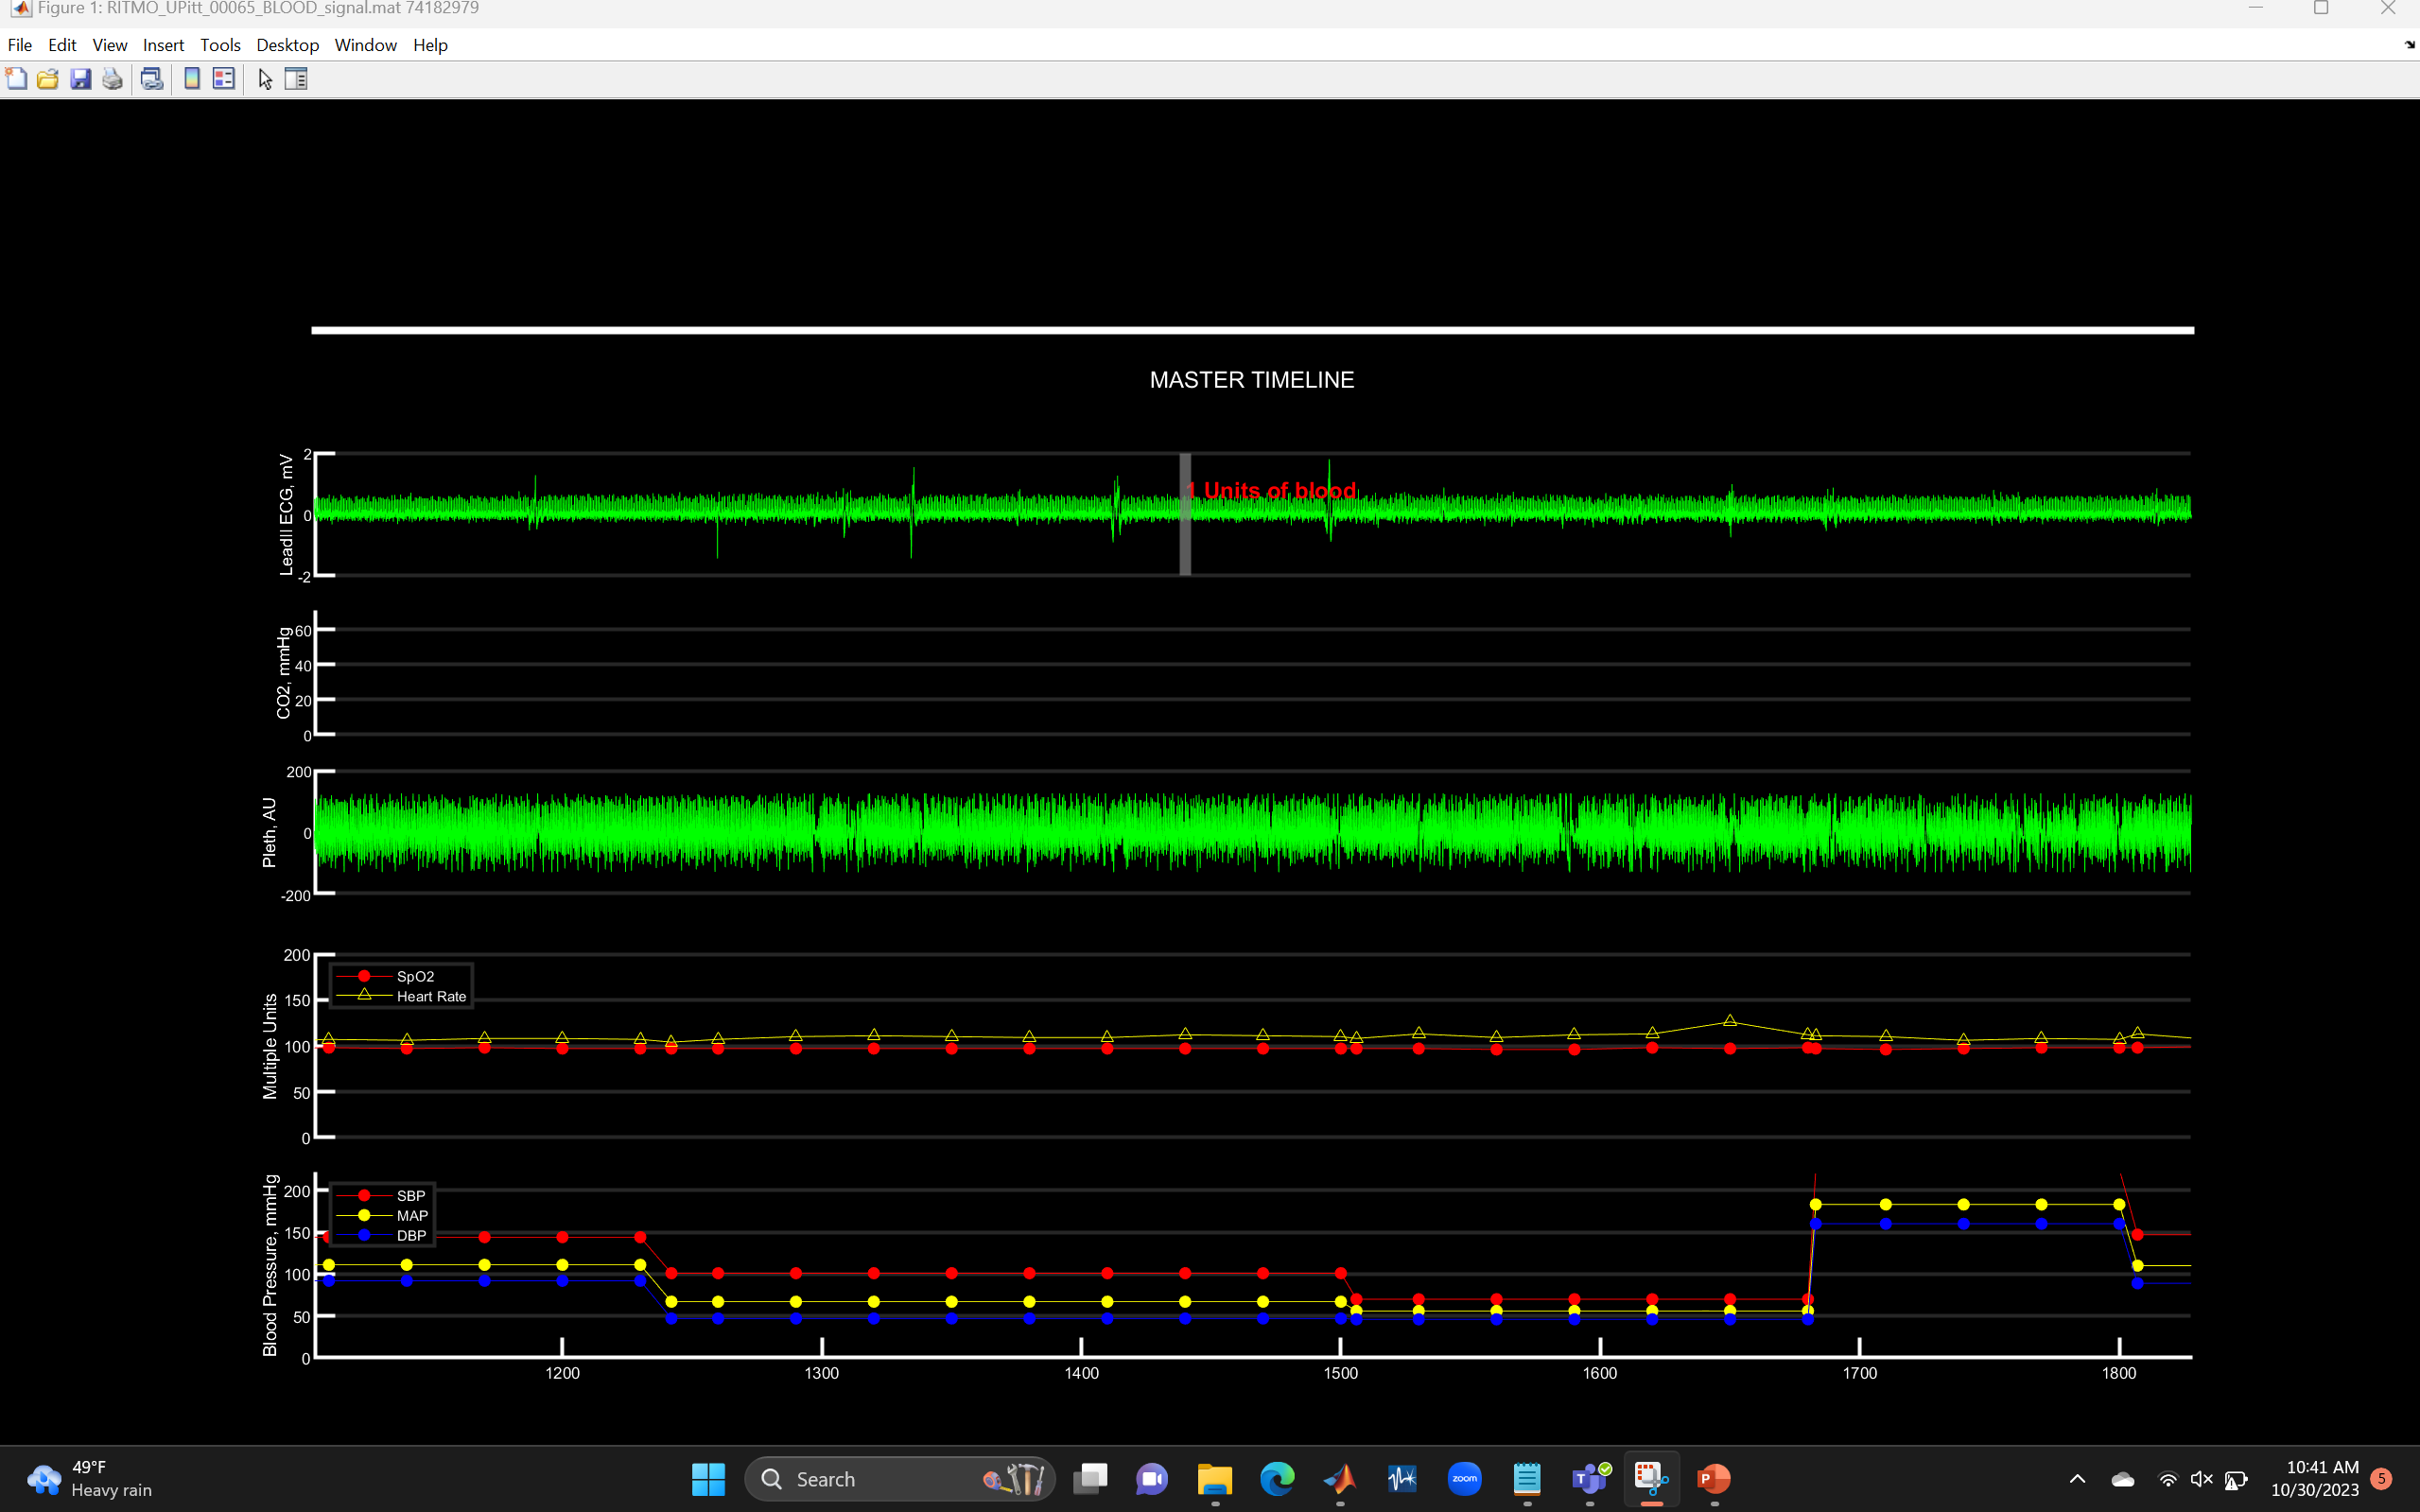 Figure 1: RITMO_UPitt_00065_BLOOD_signal.mat 74182979
File Edit View Insert Tools Desktop Window Help
MASTER TIMELINE
LeadII ECG, mV
2
0
-2
1 Units of blood
CO2, mmHg
60
40
20
0
Pleth, AU
200
0
-200
Multiple Units
200
150
100
50
0
SpO2
Heart Rate
Blood Pressure, mmHg
200
150
100
50
0
SBP
MAP
DBP
1200 1300 1400 1500 1600 1700 1800
49°F
Heavy rain
Search
zoom
T
P
10:41 AM
10/30/2023
5